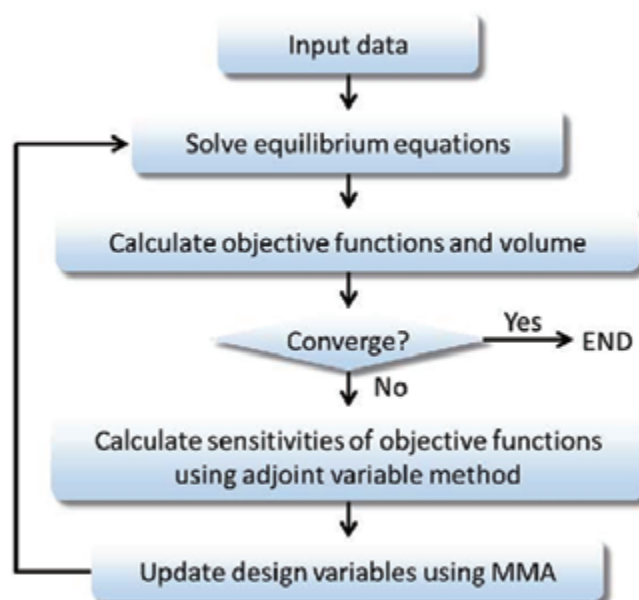 Input data
Solve equilibrium equations
Calculate objective functions and volume
Converge?
Yes
END
No
Calculate sensitivities of objective functions
using adjoint variable method
Update design variables using MMA